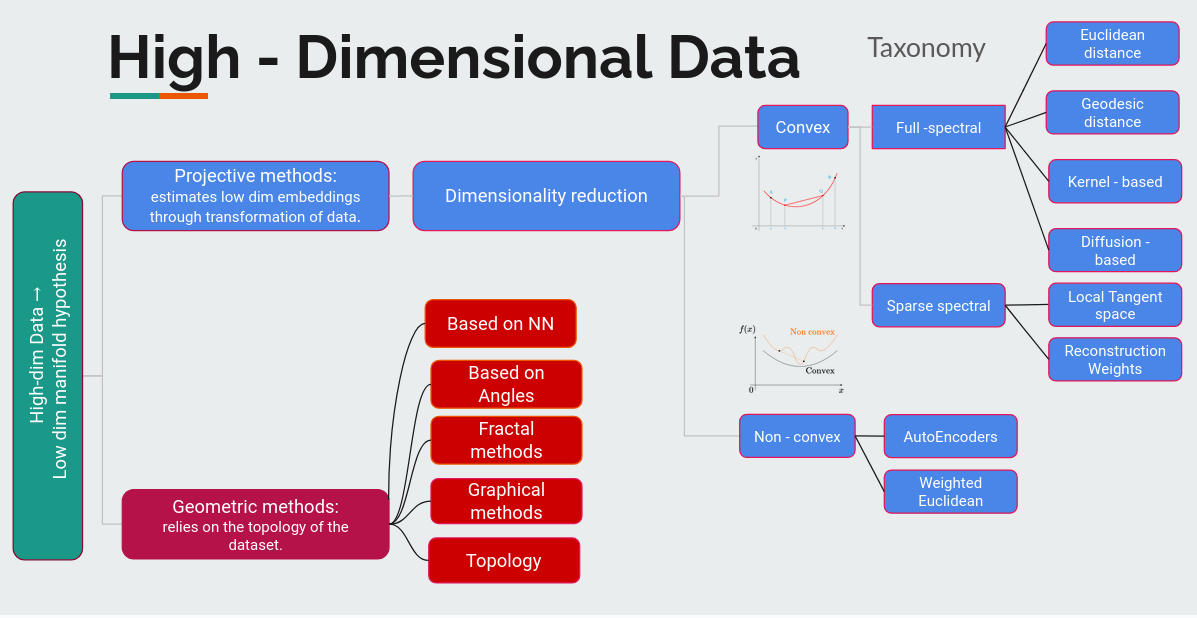 High - Dimensional Data
Taxonomy
High-dim Data →
Low dim manifold hypothesis
Projective methods:
estimates low dim embeddings
through transformation of data.
Dimensionality reduction
Convex
Full -spectral
Euclidean
distance
Geodesic
distance
Kernel - based
Diffusion -
based
Sparse spectral
Local Tangent
space
Reconstruction
Weights
f(x)
Non convex
Convex
0
x
Non - convex
AutoEncoders
Weighted
Euclidean
Geometric methods:
relies on the topology of the
dataset.
Based on NN
Based on
Angles
Fractal
methods
Graphical
methods
Topology